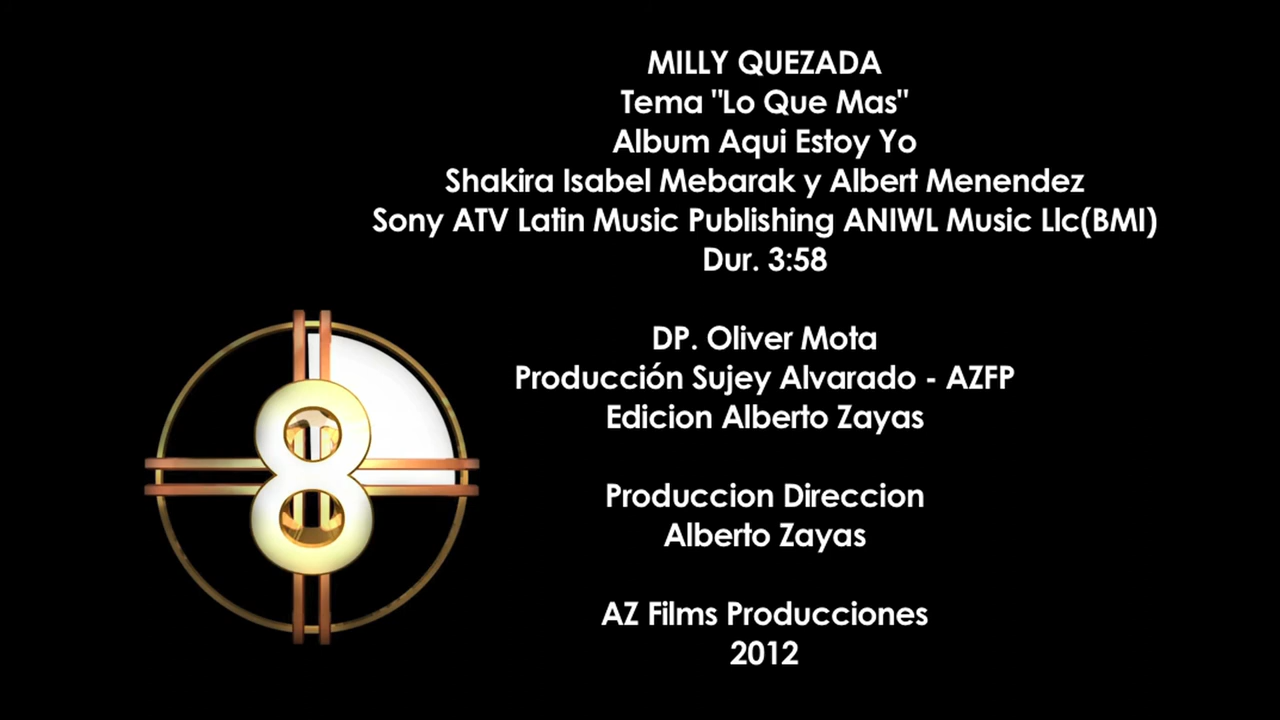 MILLY QUEZADA
Tema "Lo Que Mas"
Album Aqui Estoy Yo
Shakira Isabel Mebarak y Albert Menendez
Sony ATV Latin Music Publishing ANIWL Music Llc(BMI)
Dur. 3:58
DP. Oliver Mota
Producción Sujey Alvarado - AZFP
Edicion Alberto Zayas
Produccion Direccion
Alberto Zayas
AZ Films Producciones
2012
8